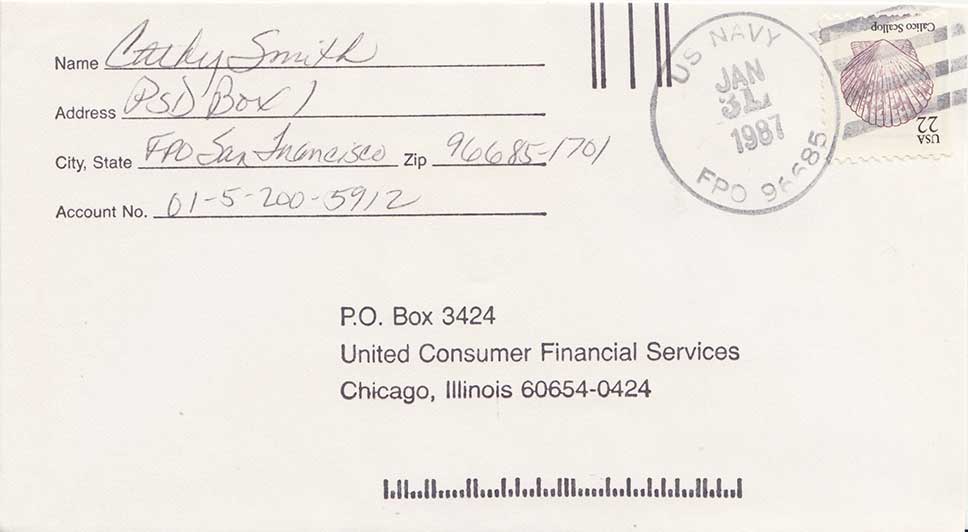 Name Cathy Smith
Address PSD Box 1
City, State FPO San Francisco Zip 96685-1701
Account No. 01-5-200-5912
US NAVY
JAN
31
1987
FPO 96685
Calico Scallop
USA
22
P.O. Box 3424
United Consumer Financial Services
Chicago, Illinois 60654-0424